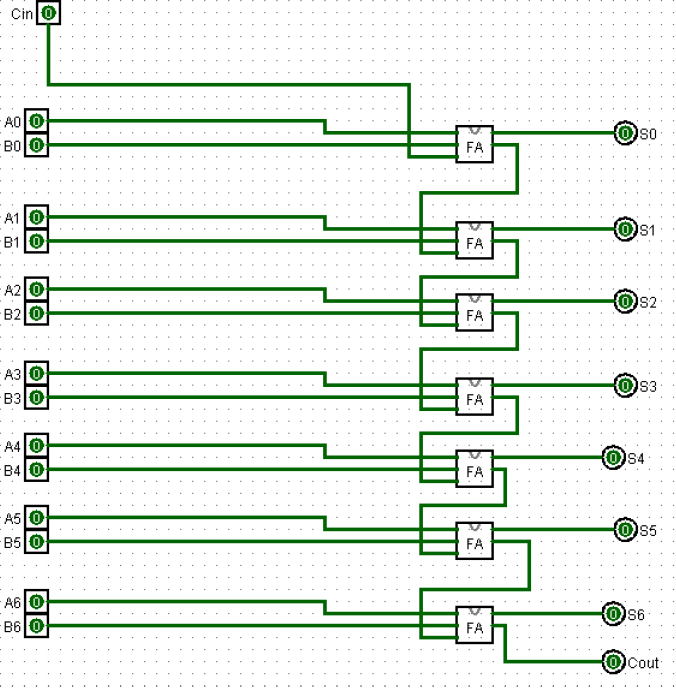 Cin 0
A0 0
B0 0
FA
0 S0
A1 0
B1 0
FA
0 S1
A2 0
B2 0
FA
0 S2
A3 0
B3 0
FA
0 S3
A4 0
B4 0
FA
0 S4
A5 0
B5 0
FA
0 S5
A6 0
B6 0
FA
0 S6
0 Cout